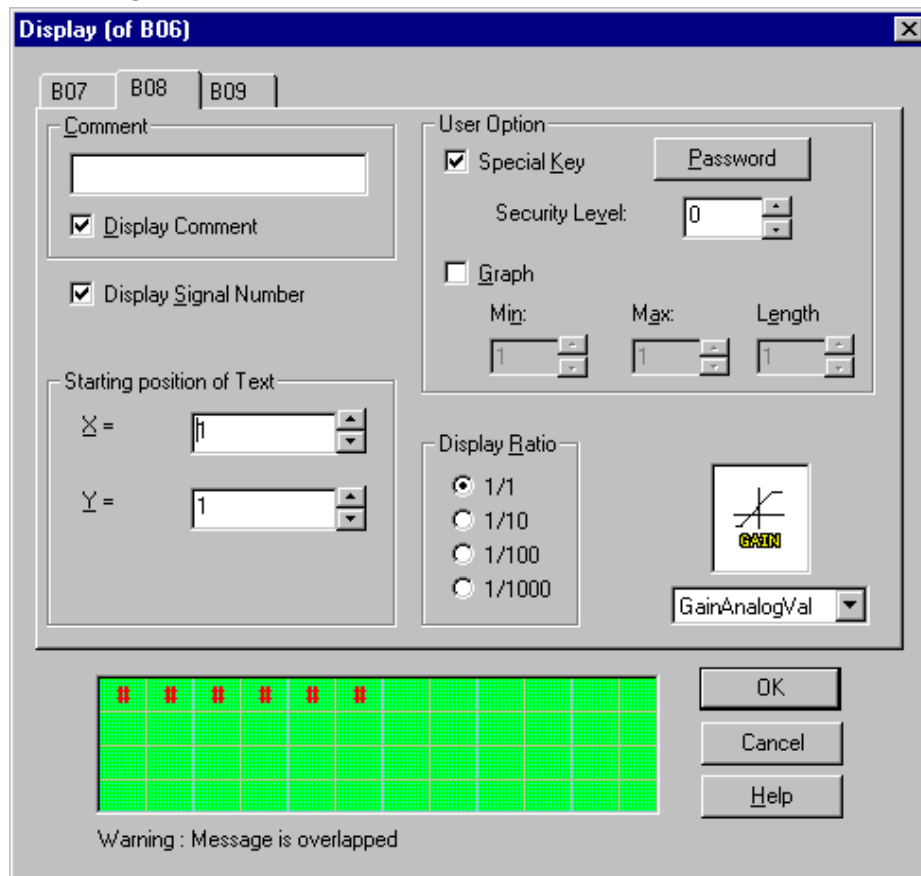 Display (of B06)
B07 B08 B09
Comment
Display Comment
Display Signal Number
Starting position of Text
X = 1
Y = 1
User Option
Special Key Password
Security Level: 0
Graph
Min: Max: Length
1 1 1
Display Ratio
1/1
1/10
1/100
1/1000
GAIN
GainAnalogVal
# # # # # #
OK
Cancel
Help
Warning : Message is overlapped